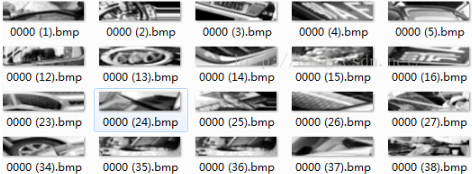 0000 (1).bmp 0000 (2).bmp 0000 (3).bmp 0000 (4).bmp 0000 (5).bmp
0000 (12).bmp 0000 (13).bmp 0000 (14).bmp 0000 (15).bmp 0000 (16).bmp
0000 (23).bmp 0000 (24).bmp 0000 (25).bmp 0000 (26).bmp 0000 (27).bmp
0000 (34).bmp 0000 (35).bmp 0000 (36).bmp 0000 (37).bmp 0000 (38).bmp